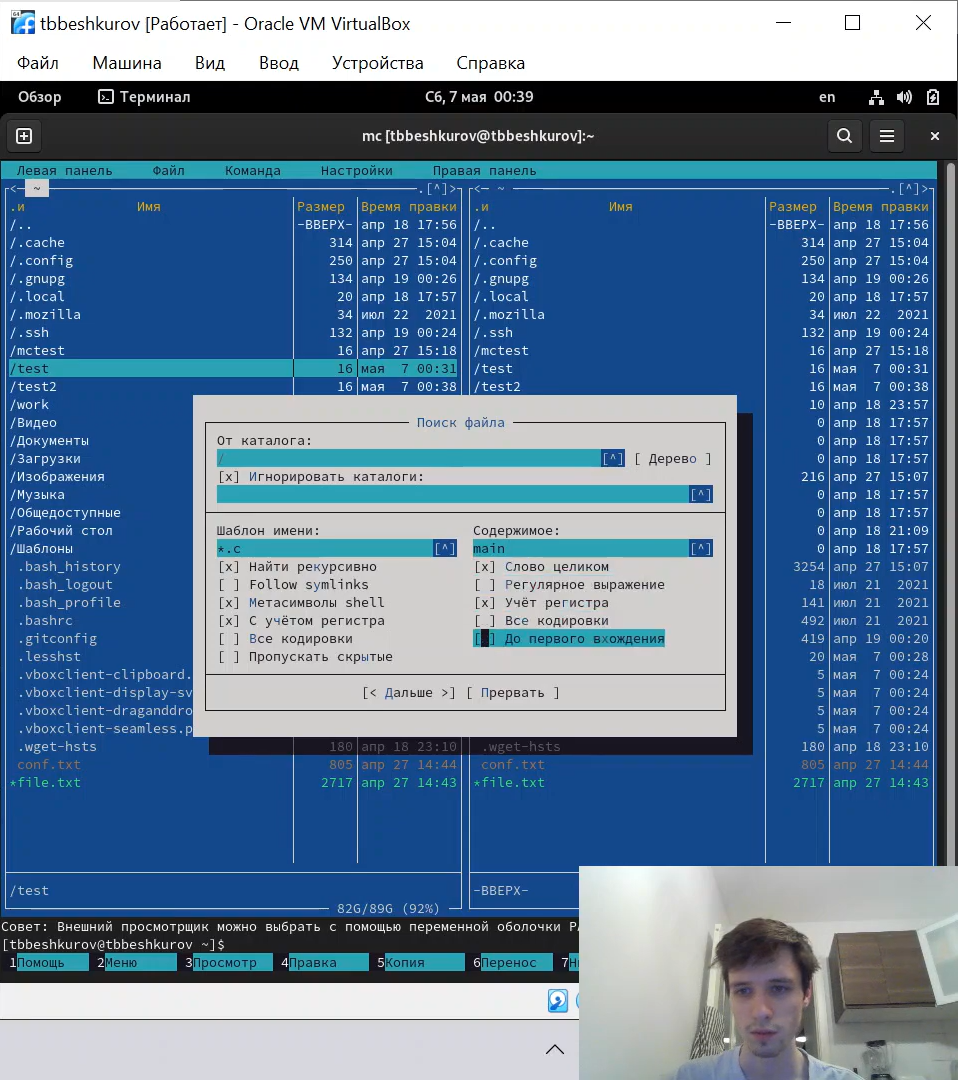 tbbeshkurov [Работает] - Oracle VM VirtualBox
Файл Машина Вид Ввод Устройства Справка
Обзор Терминал Сб, 7 мая 00:39 en
mc [tbbeshkurov@tbbeshkurov]:~
Левая панель Файл Команда Настройки Правая панель
<─ ~ .[^]> <─ ~ .[^]>
.и Имя Размер Время правки .и Имя Размер Время правки
/.. -ВВЕРХ- апр 18 17:56 /.. -ВВЕРХ- апр 18 17:56
/.cache 314 апр 27 15:04 /.cache 314 апр 27 15:04
/.config 250 апр 27 15:04 /.config 250 апр 27 15:04
/.gnupg 134 апр 19 00:26 /.gnupg 134 апр 19 00:26
/.local 20 апр 18 17:57 /.local 20 апр 18 17:57
/.mozilla 34 июл 22 2021 /.mozilla 34 июл 22 2021
/.ssh 132 апр 19 00:24 /.ssh 132 апр 19 00:24
/mctest 16 апр 27 15:18 /mctest 16 апр 27 15:18
/test 16 мая 7 00:31 /test 16 мая 7 00:31
/test2 16 мая 7 00:38 /test2 16 мая 7 00:38
/work 10 апр 18 23:57
/Видео 0 апр 18 17:57
/Документы 0 апр 18 17:57
/Загрузки 0 апр 18 17:57
/Изображения 216 апр 27 15:07
/Музыка 0 апр 18 17:57
/Общедоступные 0 апр 18 17:57
/Рабочий стол 0 апр 18 21:09
/Шаблоны 0 апр 18 17:57
.bash_history 3254 апр 27 15:07
.bash_logout 18 июл 21 2021
.bash_profile 141 июл 21 2021
.bashrc 492 июл 21 2021
.gitconfig 419 апр 19 00:20
.lesshst 20 мая 7 00:28
.vboxclient-clipboard. 5 мая 7 00:24
.vboxclient-display-sv 5 мая 7 00:24
.vboxclient-draganddro 5 мая 7 00:24
.vboxclient-seamless.p 5 мая 7 00:24
.wget-hsts 180 апр 18 23:10 .wget-hsts 180 апр 18 23:10
conf.txt 805 апр 27 14:44 conf.txt 805 апр 27 14:44
*file.txt 2717 апр 27 14:43 *file.txt 2717 апр 27 14:43
Поиск файла
От каталога:
/ [^] [ Дерево ]
[x] Игнорировать каталоги:
[^]
Шаблон имени: Содержимое:
*.c [^] main [^]
[x] Найти рекурсивно [x] Слово целиком
[ ] Follow symlinks [ ] Регулярное выражение
[x] Метасимволы shell [x] Учёт регистра
[x] С учётом регистра [ ] Все кодировки
[ ] Все кодировки [ ] До первого вхождения
[ ] Пропускать скрытые
[< Дальше >] [ Прервать ]
/test -ВВЕРХ-
82G/89G (92%)
Совет: Внешний просмотрщик можно выбрать с помощью переменной оболочки
[tbbeshkurov@tbbeshkurov ~]$
1Помощь 2Меню 3Просмотр 4Правка 5Копия 6Перенос 7